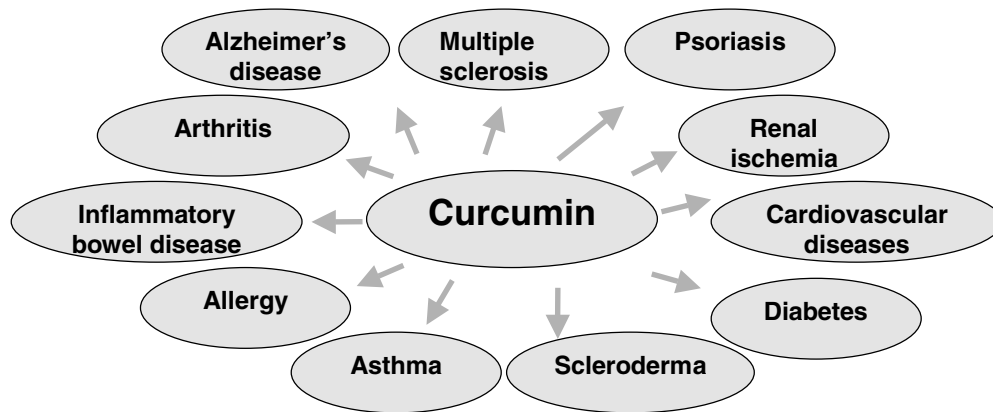 Alzheimer's
disease
Multiple
sclerosis
Psoriasis
Arthritis
Renal
ischemia
Curcumin
Inflammatory
bowel disease
Cardiovascular
diseases
Allergy
Diabetes
Asthma
Scleroderma